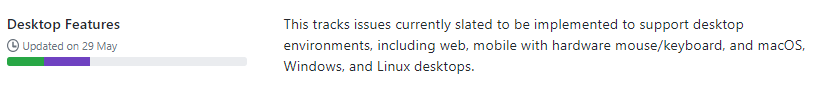 Desktop Features
Updated on 29 May
This tracks issues currently slated to be implemented to support desktop
environments, including web, mobile with hardware mouse/keyboard, and macOS,
Windows, and Linux desktops.